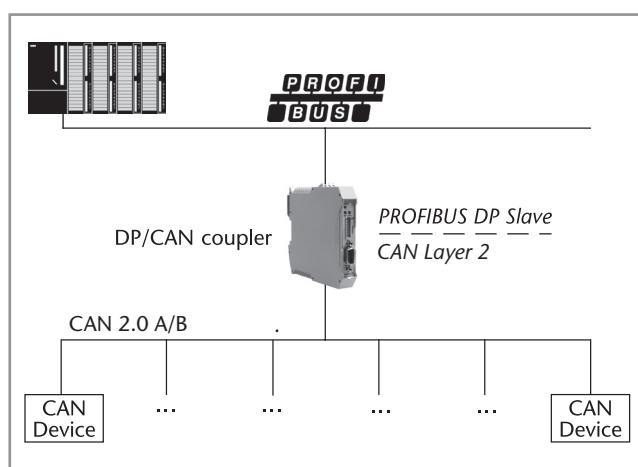 PROFI
BUS
DP/CAN coupler
PROFIBUS DP Slave
CAN Layer 2
CAN 2.0 A/B
CAN
Device
...
...
...
...
CAN
Device